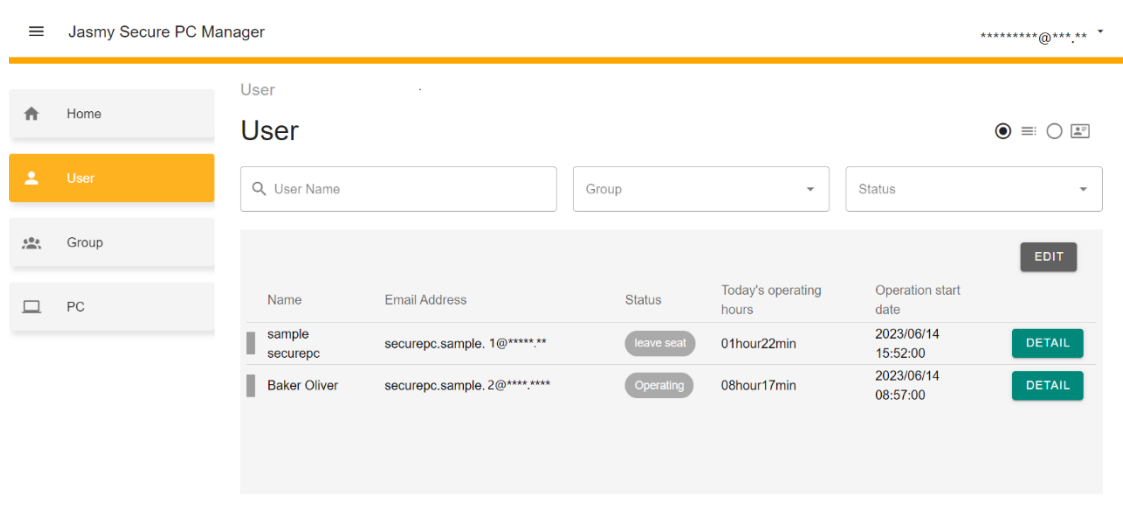 Jasmy Secure PC Manager
*********@***.**
Home
User
Group
PC
User
User
User Name
Group
Status
EDIT
Name Email Address Status Today's operating hours Operation start date
sample securepc securepc.sample. 1@*****.** leave seat 01hour22min 2023/06/14 15:52:00 DETAIL
Baker Oliver securepc.sample. 2@****.**** Operating 08hour17min 2023/06/14 08:57:00 DETAIL